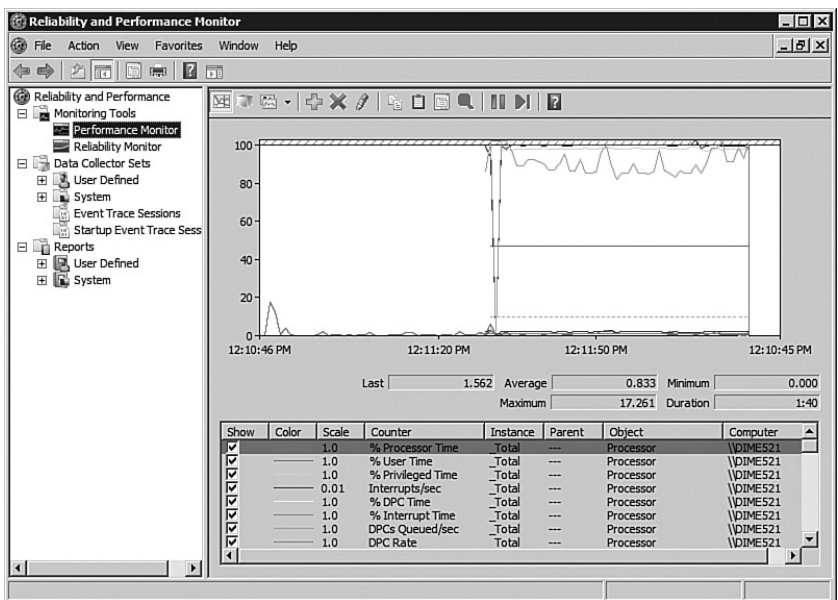 Reliability and Performance Monitor
File Action View Favorites Window Help
Reliability and Performance
Monitoring Tools
Performance Monitor
Reliability Monitor
Data Collector Sets
User Defined
System
Event Trace Sessions
Startup Event Trace Sess
Reports
User Defined
System
100
80
60
40
20
0
12:10:46 PM 12:11:20 PM 12:11:50 PM 12:10:45 PM
Last 1.562 Average 0.833 Minimum 0.000
Maximum 17.261 Duration 1:40
Show Color Scale Counter Instance Parent Object Computer
1.0 % Processor Time _Total --- Processor \\DIME521
1.0 % User Time _Total --- Processor \\DIME521
1.0 % Privileged Time _Total --- Processor \\DIME521
0.01 Interrupts/sec _Total --- Processor \\DIME521
1.0 % DPC Time _Total --- Processor \\DIME521
1.0 % Interrupt Time _Total --- Processor \\DIME521
1.0 DPCs Queued/sec _Total --- Processor \\DIME521
1.0 DPC Rate _Total --- Processor \\DIME521